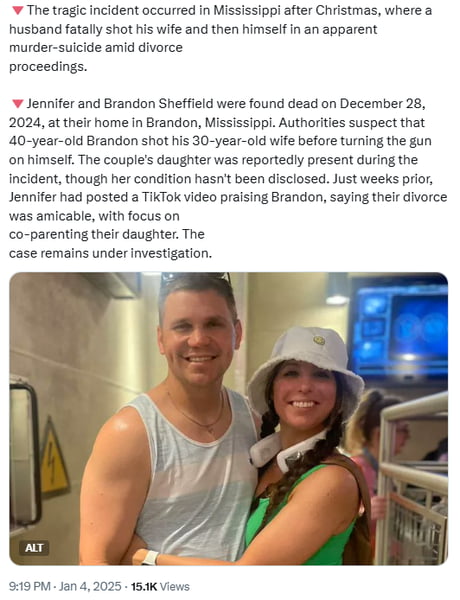 🔻The tragic incident occurred in Mississippi after Christmas, where a
husband fatally shot his wife and then himself in an apparent
murder-suicide amid divorce
proceedings.
🔻Jennifer and Brandon Sheffield were found dead on December 28,
2024, at their home in Brandon, Mississippi. Authorities suspect that
40-year-old Brandon shot his 30-year-old wife before turning the gun
on himself. The couple's daughter was reportedly present during the
incident, though her condition hasn't been disclosed. Just weeks prior,
Jennifer had posted a TikTok video praising Brandon, saying their divorce
was amicable, with focus on
co-parenting their daughter. The
case remains under investigation.
ALT
9:19 PM · Jan 4, 2025 · 15.1K Views